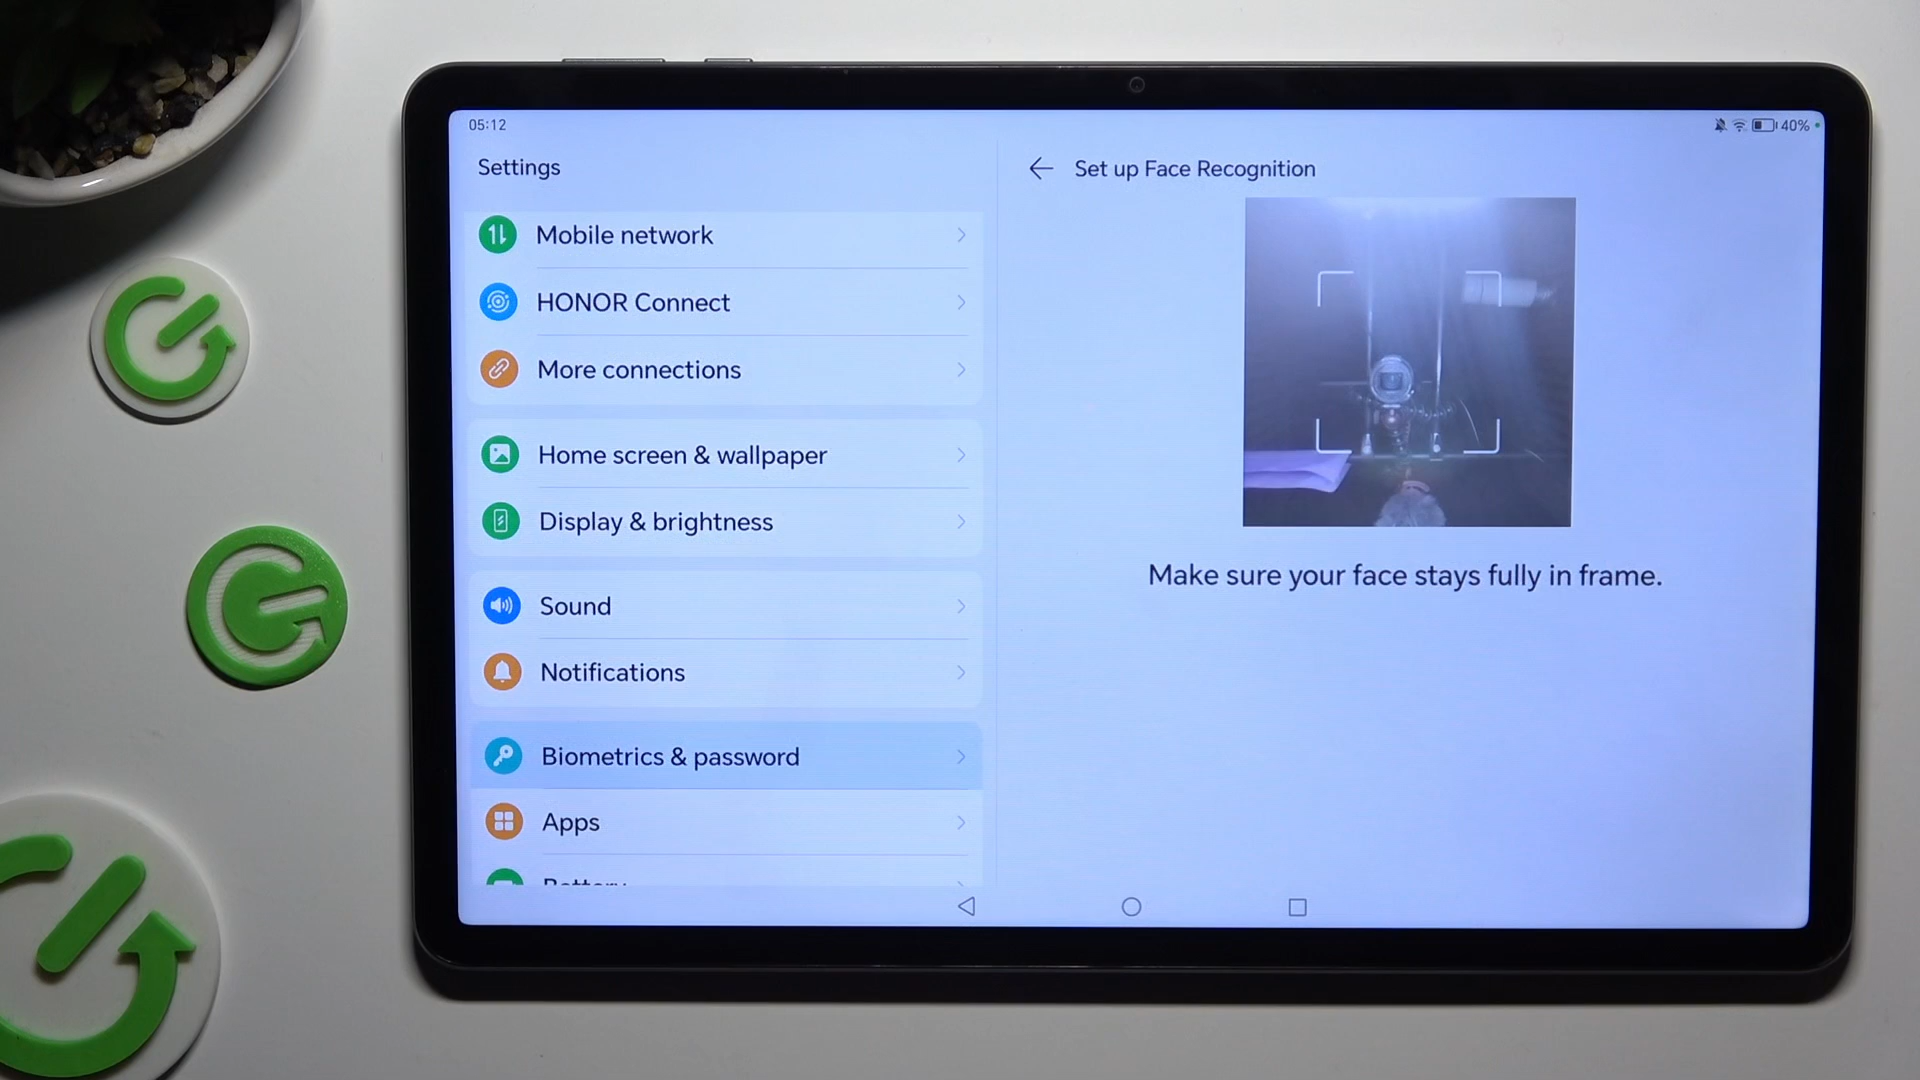 05:12
40%
Settings
Set up Face Recognition
Mobile network
HONOR Connect
More connections
Home screen & wallpaper
Display & brightness
Make sure your face stays fully in frame.
Sound
Notifications
Biometrics & password
Apps
Battery